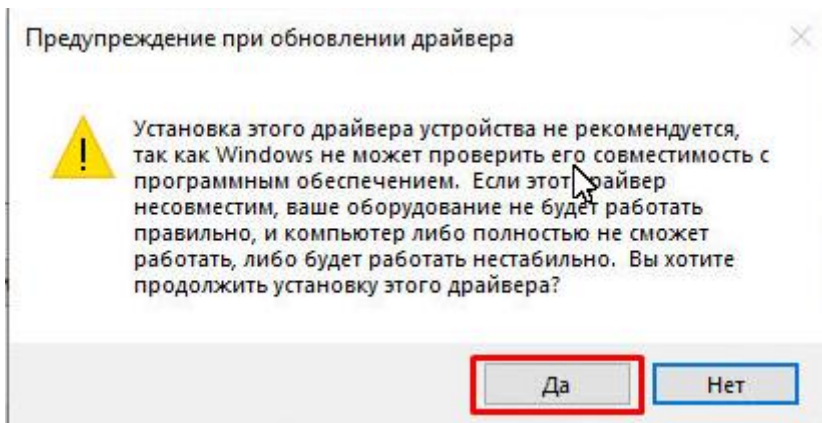 Предупреждение при обновлении драйвера
Установка этого драйвера устройства не рекомендуется,
так как Windows не может проверить его совместимость с
программным обеспечением. Если этот драйвер
несовместим, ваше оборудование не будет работать
правильно, и компьютер либо полностью не сможет
работать, либо будет работать нестабильно. Вы хотите
продолжить установку этого драйвера?
Да
Нет